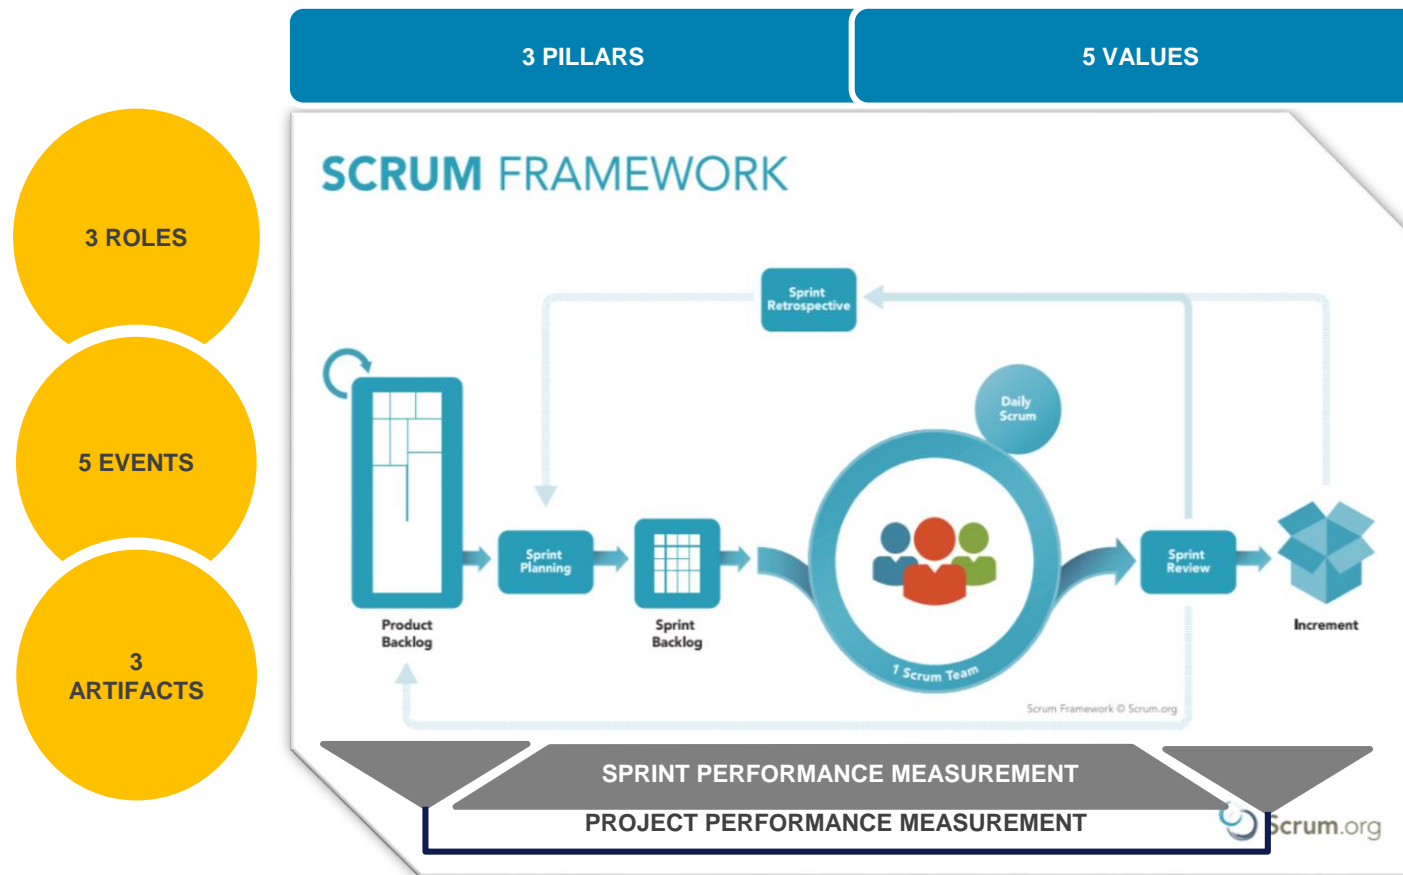 3 PILLARS
5 VALUES
SCRUM FRAMEWORK
3 ROLES
5 EVENTS
3
ARTIFACTS
Sprint
Retrospective
Daily
Scrum
Sprint
Planning
Sprint
Review
Product
Backlog
Sprint
Backlog
1 Scrum Team
Increment
Scrum Framework © Scrum.org
SPRINT PERFORMANCE MEASUREMENT
PROJECT PERFORMANCE MEASUREMENT
Scrum.org